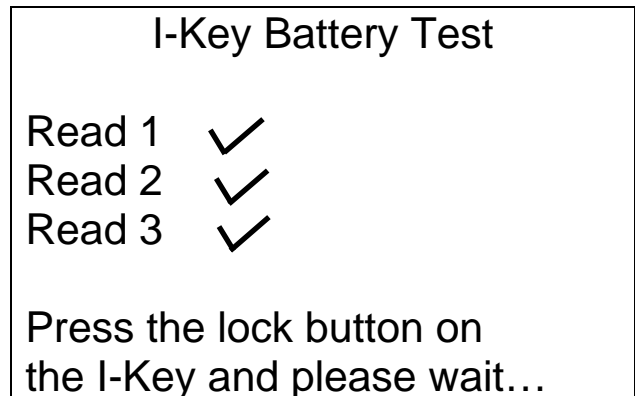 I-Key Battery Test
Read 1 ✓
Read 2 ✓
Read 3 ✓
Press the lock button on
the I-Key and please wait…